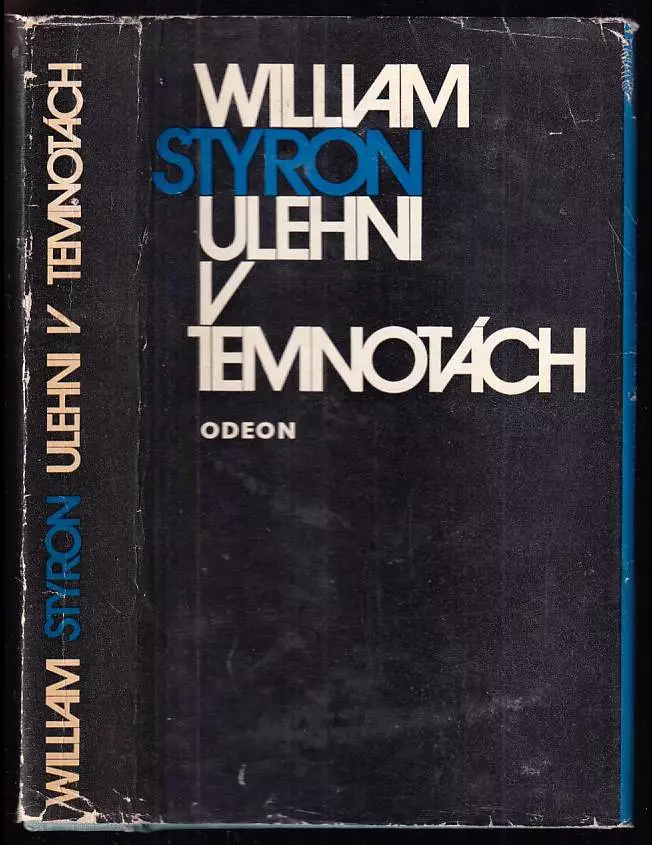 WILLIAM
STYRON
ULEHNI
V
TEMNOTÁCH
ODEON
WILLIAM STYRON ULEHNI V TEMNOTÁCH